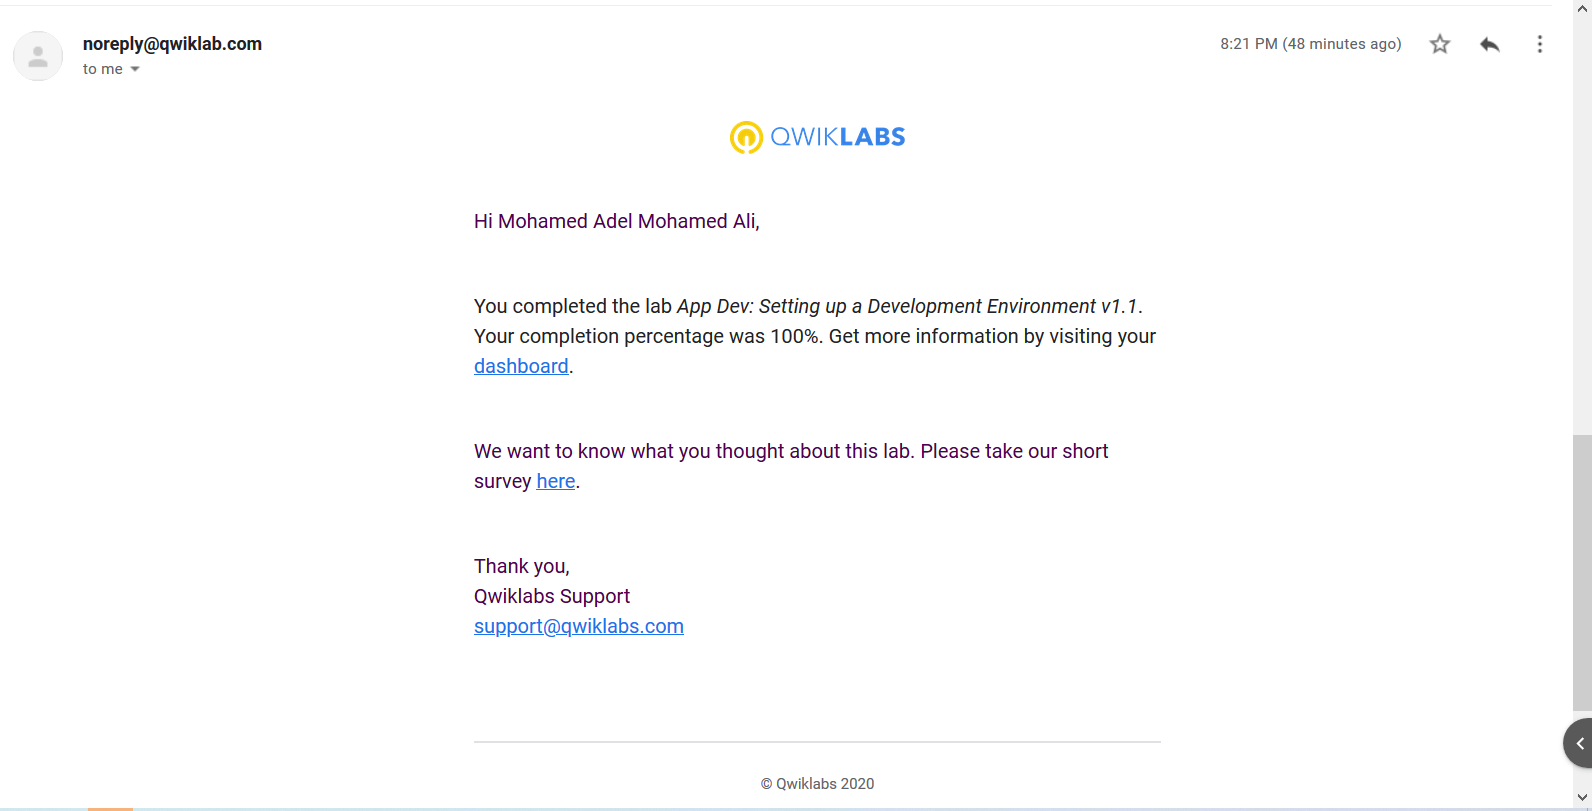 noreply@qwiklab.com
8:21 PM (48 minutes ago)
to me
QWIKLABS
Hi Mohamed Adel Mohamed Ali,
You completed the lab App Dev: Setting up a Development Environment v1.1.
Your completion percentage was 100%. Get more information by visiting your
dashboard.
We want to know what you thought about this lab. Please take our short
survey here.
Thank you,
Qwiklabs Support
support@qwiklabs.com
© Qwiklabs 2020